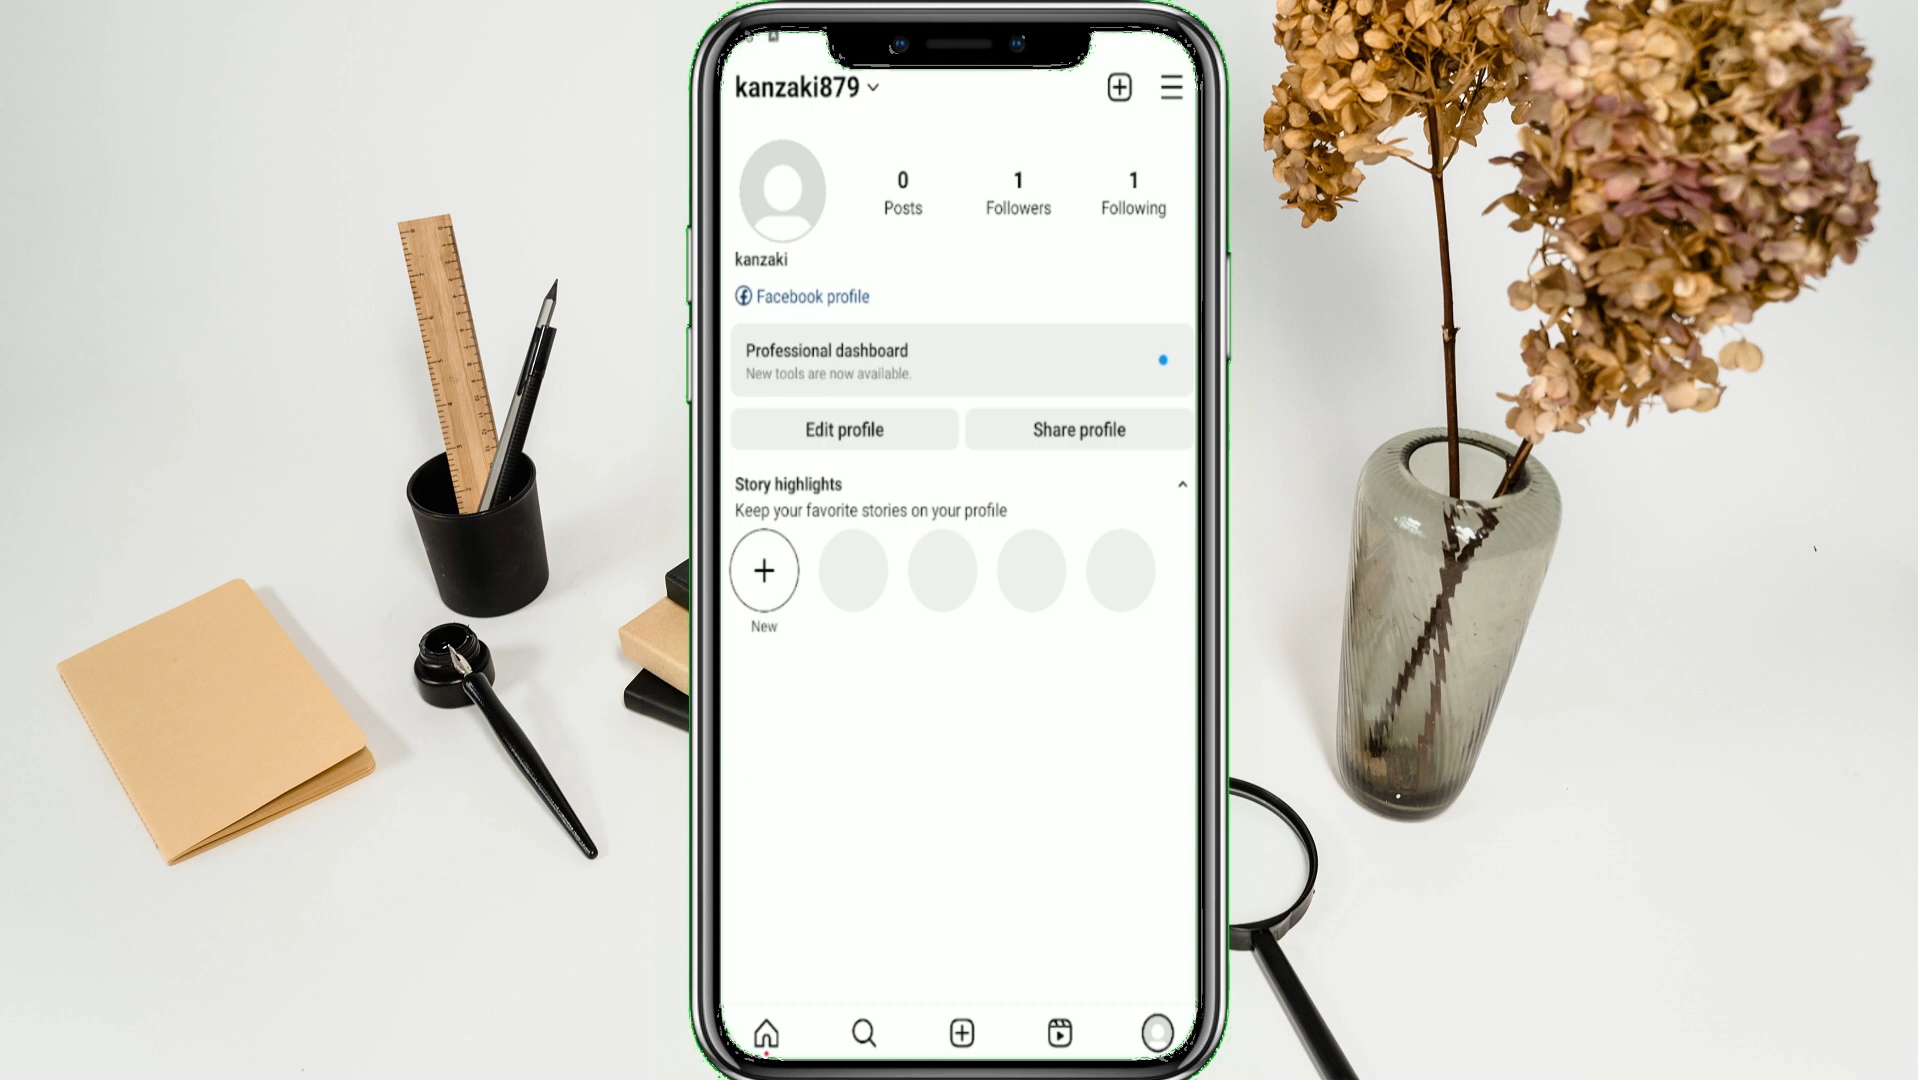 kanzaki879
0
Posts
1
Followers
1
Following
kanzaki
Facebook profile
Professional dashboard
New tools are now available.
Edit profile
Share profile
Story highlights
Keep your favorite stories on your profile
New